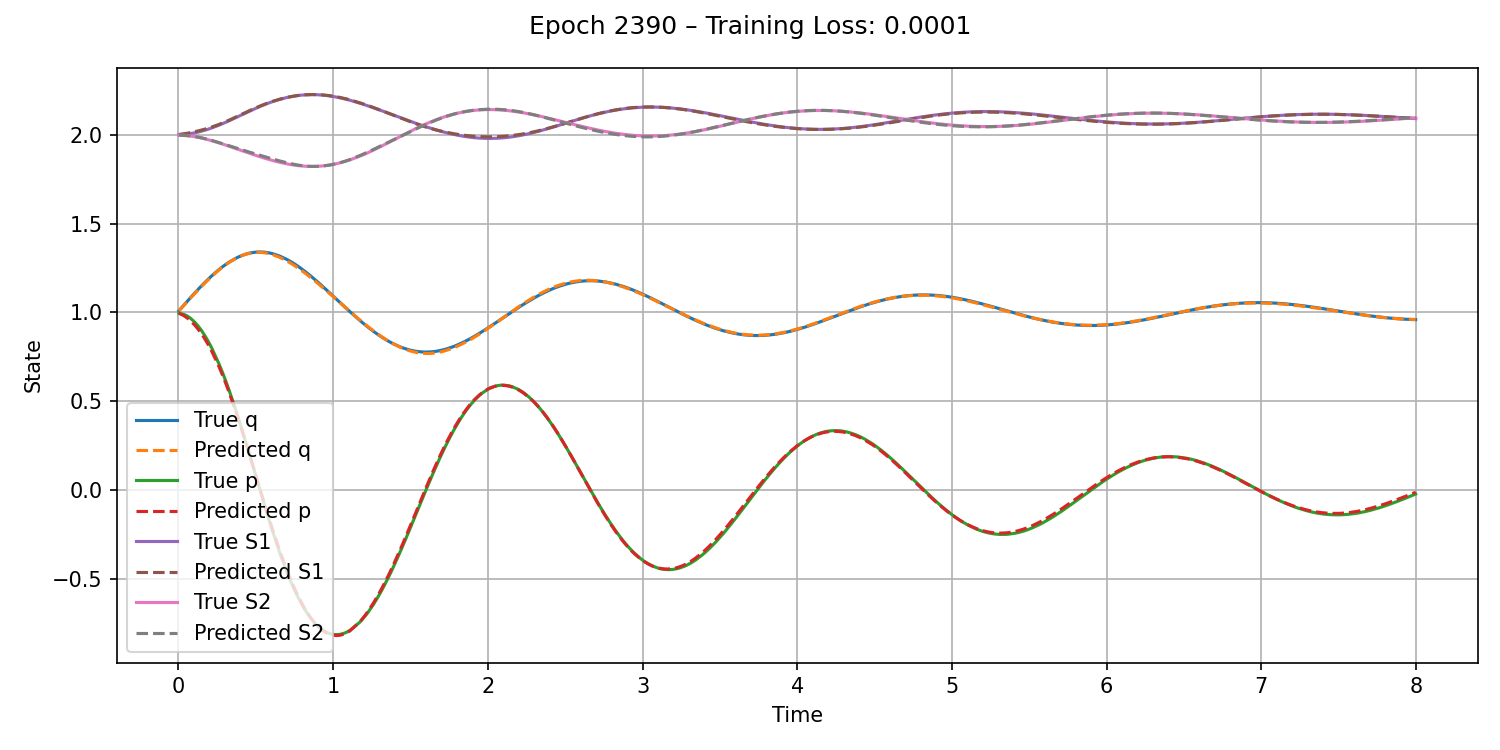 Epoch 2390 – Training Loss: 0.0001
2.0
1.5
1.0
0.5
0.0
−0.5
State
True q
Predicted q
True p
Predicted p
True S1
Predicted S1
True S2
Predicted S2
0 1 2 3 4 5 6 7 8
Time